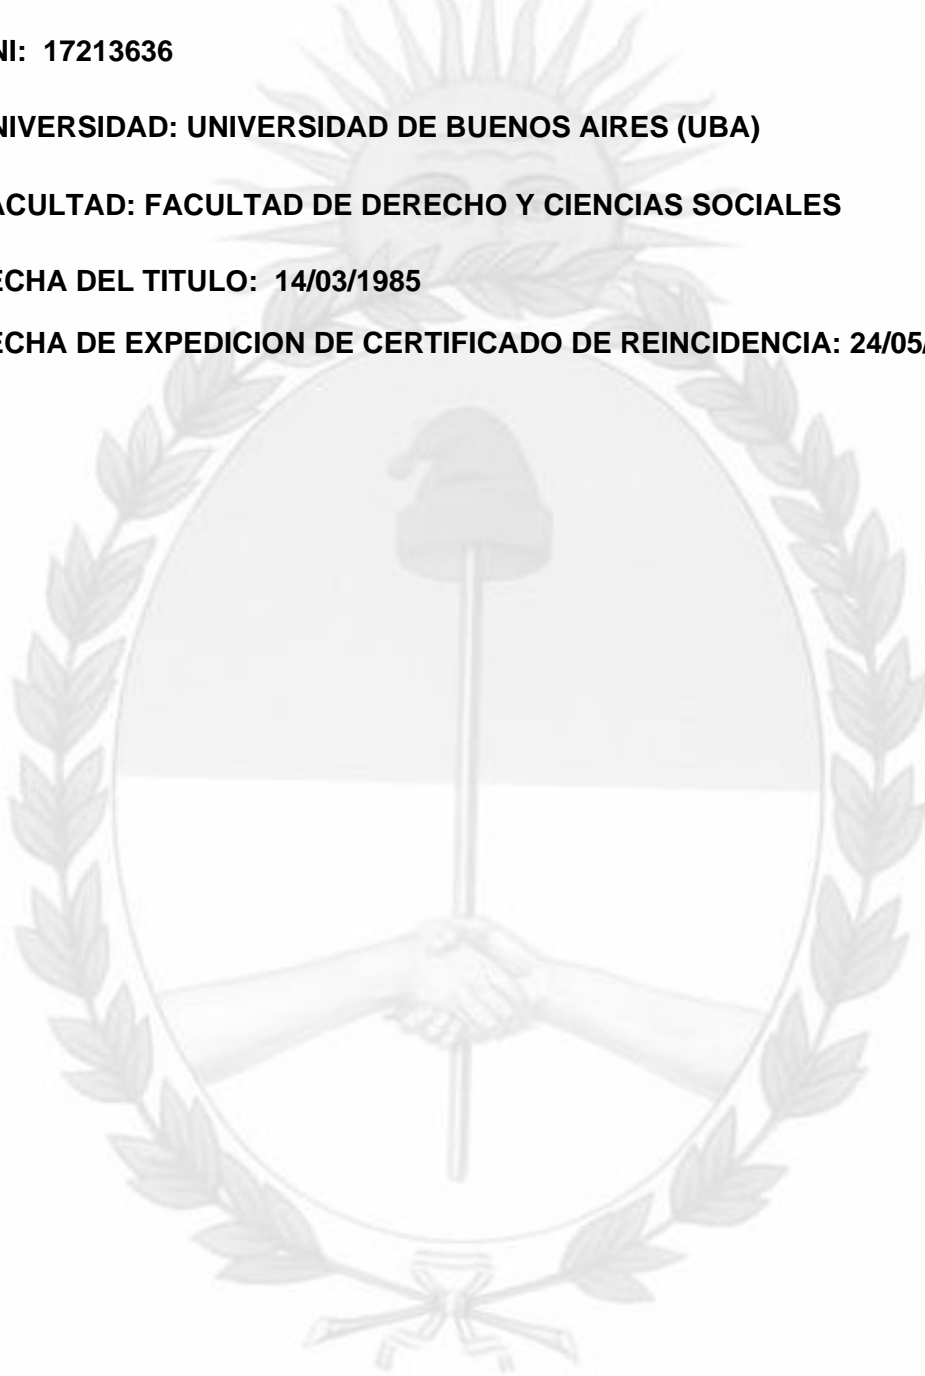 NI: 17213636
NIVERSIDAD: UNIVERSIDAD DE BUENOS AIRES (UBA)
ACULTAD: FACULTAD DE DERECHO Y CIENCIAS SOCIALES
ECHA DEL TITULO: 14/03/1985
ECHA DE EXPEDICION DE CERTIFICADO DE REINCIDENCIA: 24/05/